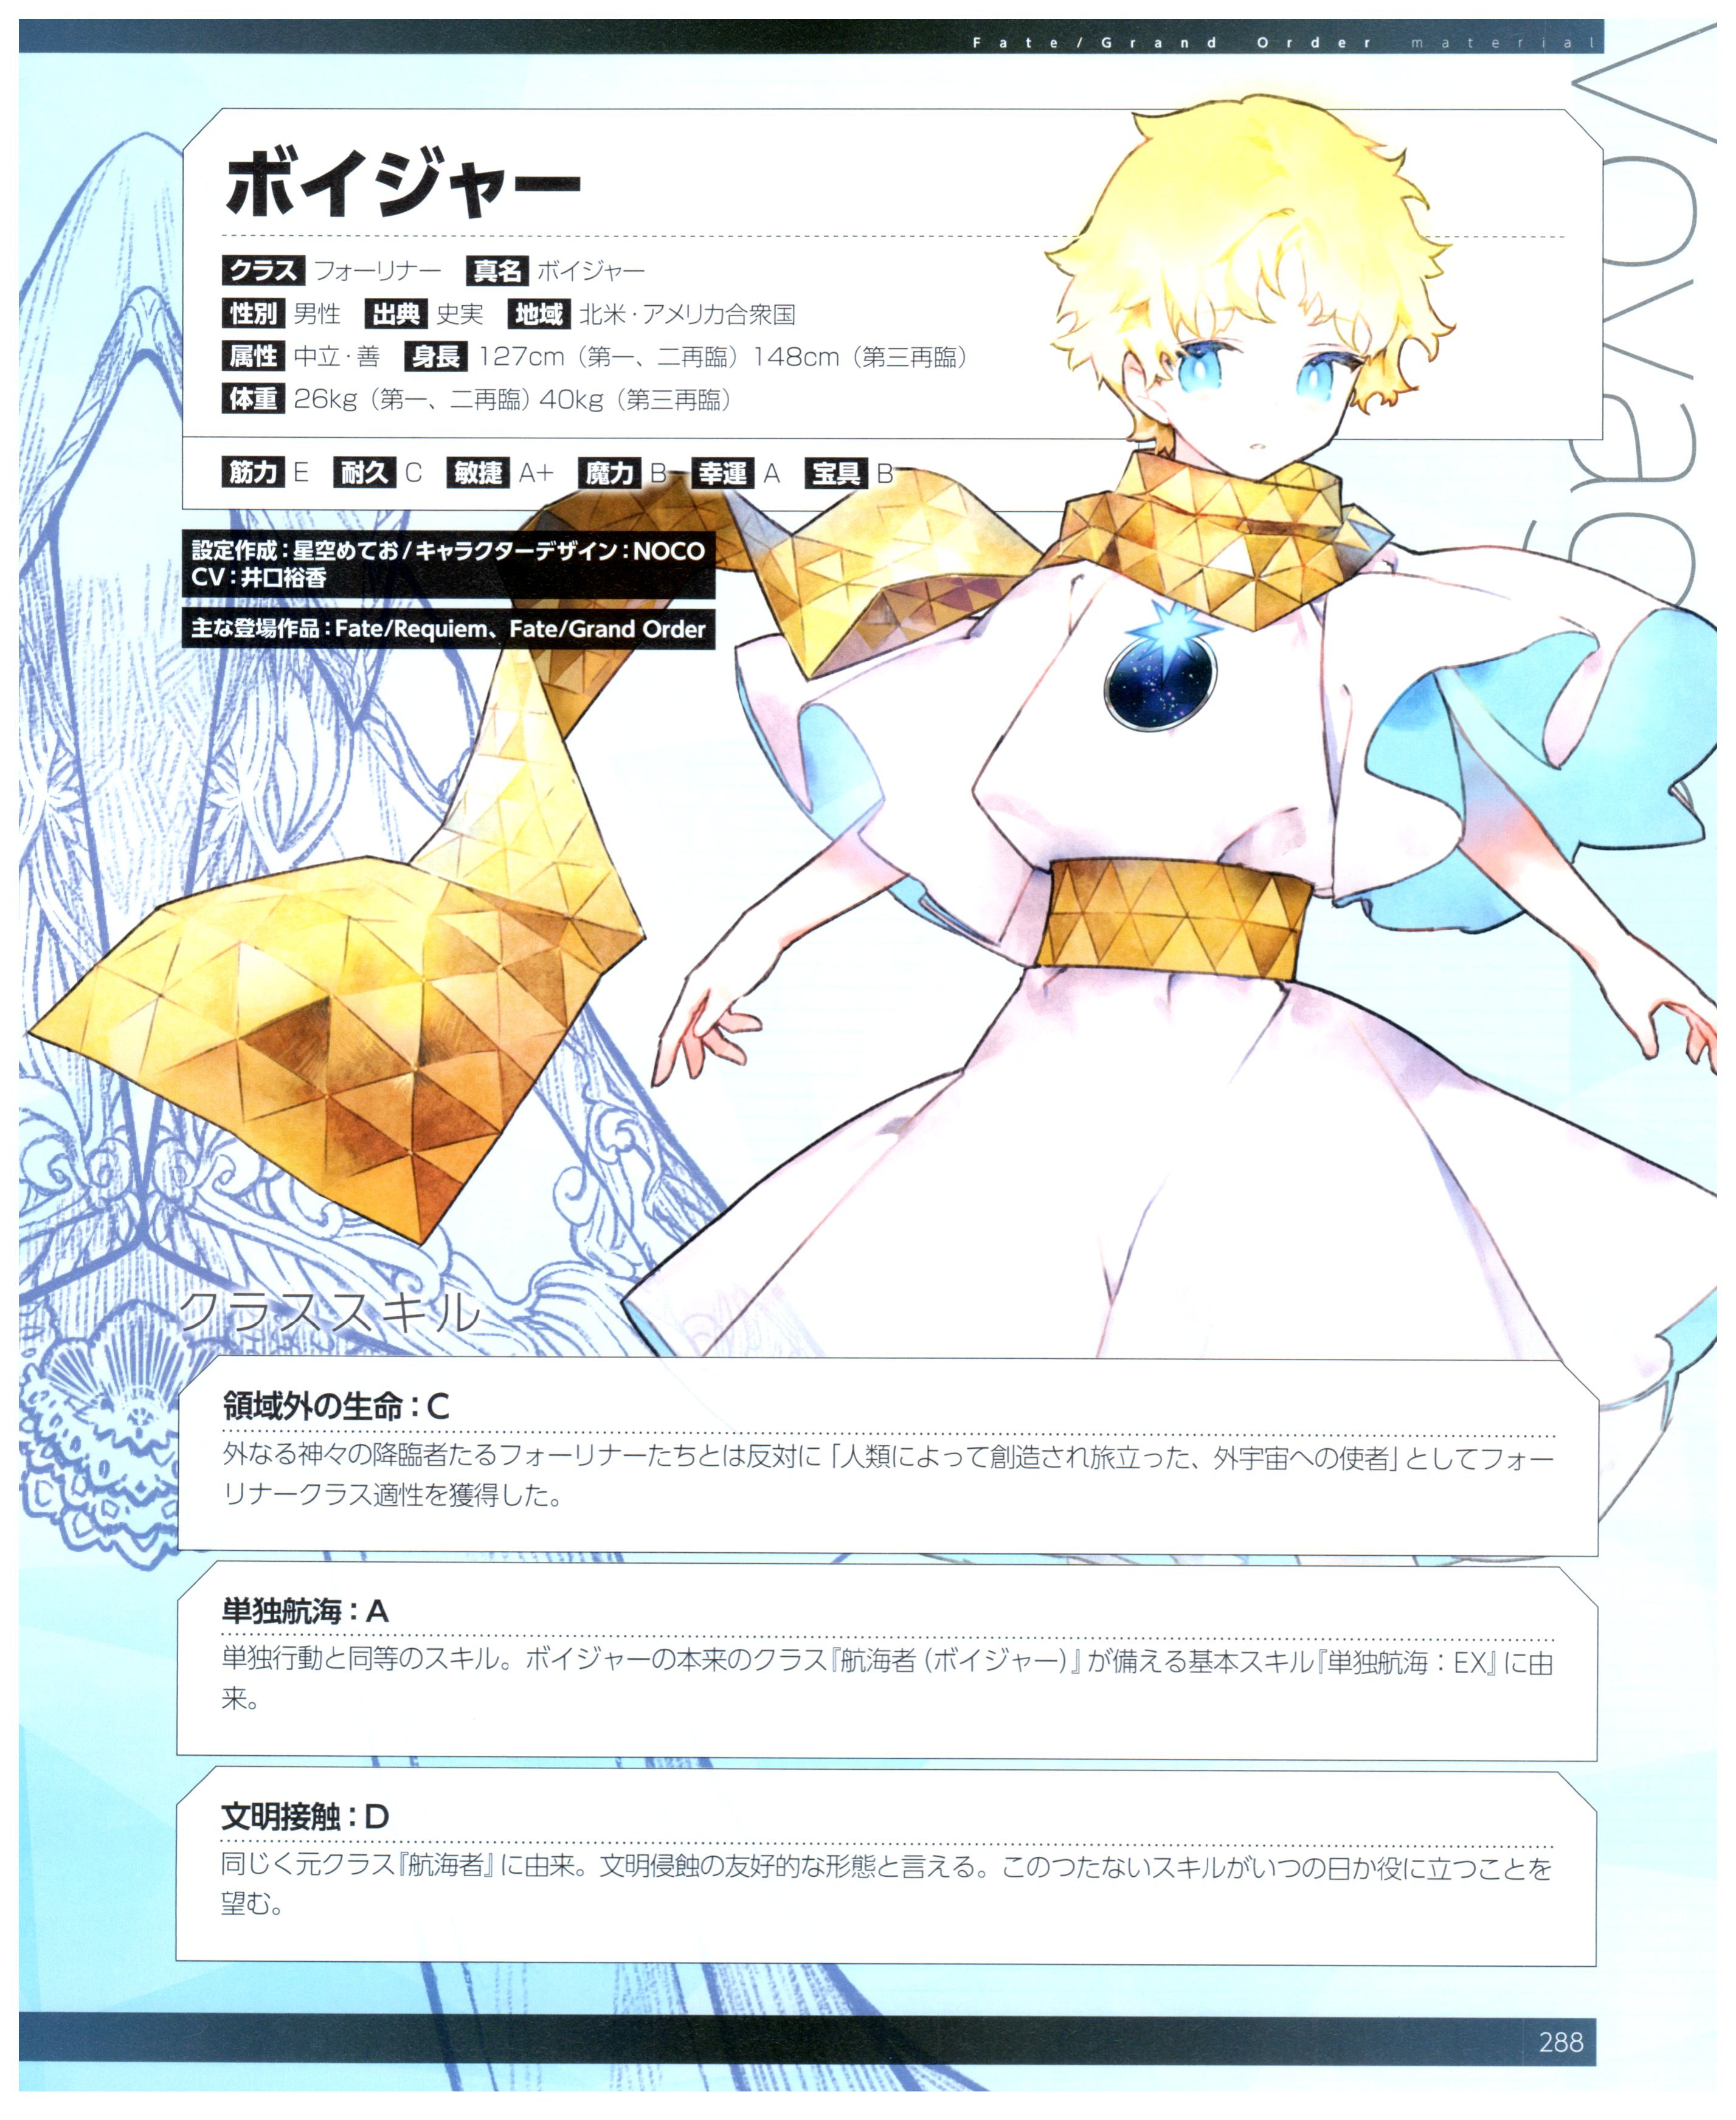 Fate/Grand Order material
Voyag
ボイジャー
クラス フォーリナー 真名 ボイジャー
性別 男性 出典 史実 地域 北米・アメリカ合衆国
属性 中立・善 身長 127cm（第一、二再臨）148cm（第三再臨）
体重 26kg（第一、二再臨）40kg（第三再臨）
筋力 E 耐久 C 敏捷 A+ 魔力 B 幸運 A 宝具 B
設定作成：星空めてお/キャラクターデザイン：NOCO
CV：井口裕香
主な登場作品：Fate/Requiem、Fate/Grand Order
クラススキル
領域外の生命：C
外なる神々の降臨者たるフォーリナーたちとは反対に「人類によって創造され旅立った、外宇宙への使者」としてフォー
リナークラス適性を獲得した。
単独航海：A
単独行動と同等のスキル。ボイジャーの本来のクラス『航海者（ボイジャー）』が備える基本スキル『単独航海：EX』に由
来。
文明接触：D
同じく元クラス『航海者』に由来。文明侵蝕の友好的な形態と言える。このつたないスキルがいつの日か役に立つことを
望む。
288